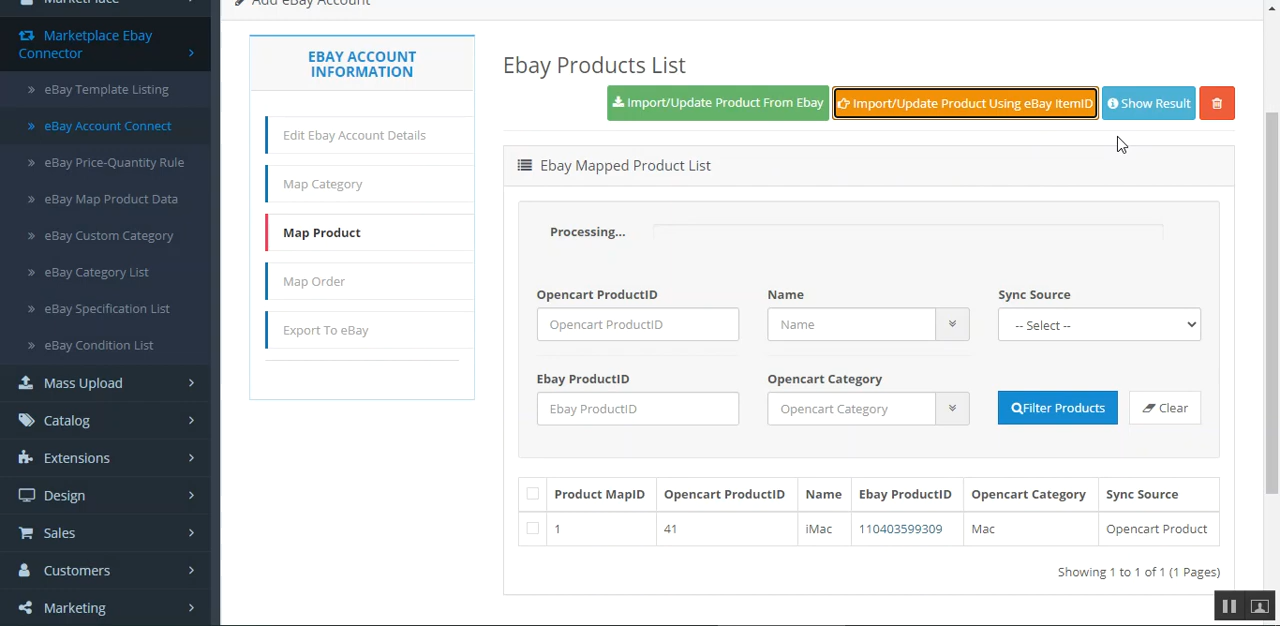 MarketPlace
Marketplace Ebay
Connector
eBay Template Listing
eBay Account Connect
eBay Price-Quantity Rule
eBay Map Product Data
eBay Custom Category
eBay Category List
eBay Specification List
eBay Condition List
Mass Upload
Catalog
Extensions
Design
Sales
Customers
Marketing
Add eBay Account
EBAY ACCOUNT
INFORMATION
Edit Ebay Account Details
Map Category
Map Product
Map Order
Export To eBay
Ebay Products List
Import/Update Product From Ebay Import/Update Product Using eBay ItemID Show Result
Ebay Mapped Product List
Processing...
Opencart ProductID Name Sync Source
Opencart ProductID Name -- Select --
Ebay ProductID Opencart Category
Ebay ProductID Opencart Category Filter Products Clear
Product MapID Opencart ProductID Name Ebay ProductID Opencart Category Sync Source
1 41 iMac 110403599309 Mac Opencart Product
Showing 1 to 1 of 1 (1 Pages)